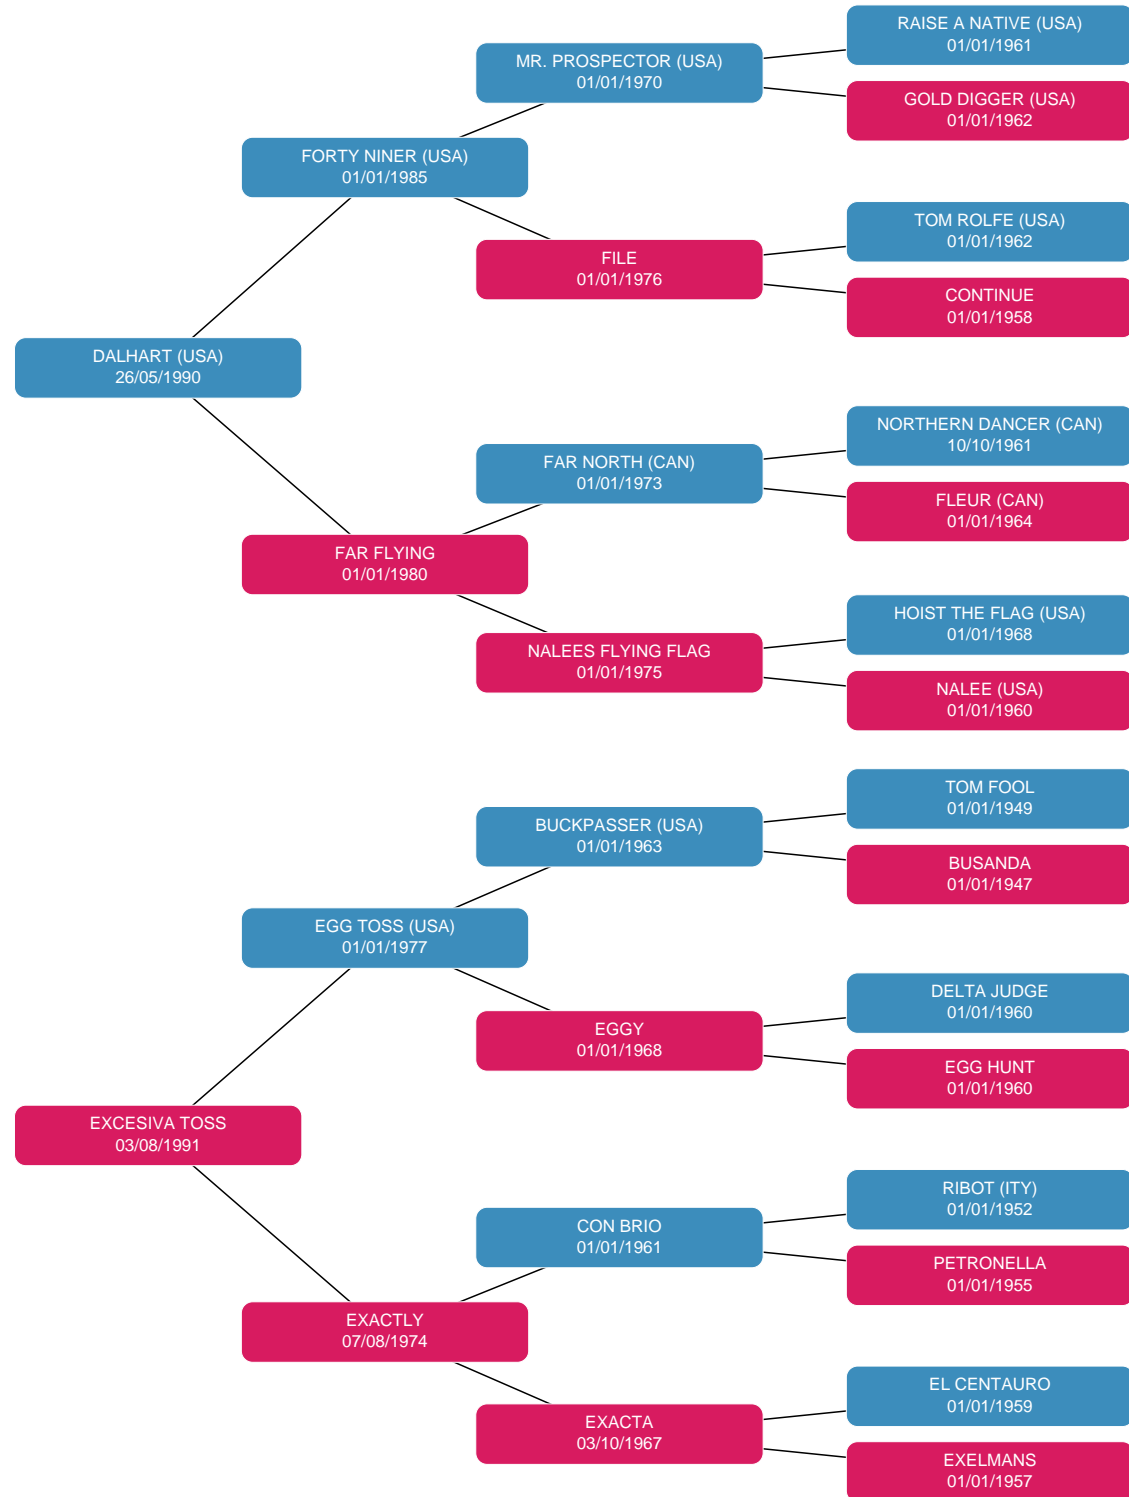 RAISE A NATIVE (USA)
01/01/1961
MR. PROSPECTOR (USA)
01/01/1970
GOLD DIGGER (USA)
01/01/1962
FORTY NINER (USA)
01/01/1985
TOM ROLFE (USA)
01/01/1962
FILE
01/01/1976
CONTINUE
01/01/1958
DALHART (USA)
26/05/1990
NORTHERN DANCER (CAN)
10/10/1961
FAR NORTH (CAN)
01/01/1973
FLEUR (CAN)
01/01/1964
FAR FLYING
01/01/1980
HOIST THE FLAG (USA)
01/01/1968
NALEES FLYING FLAG
01/01/1975
NALEE (USA)
01/01/1960
TOM FOOL
01/01/1949
BUCKPASSER (USA)
01/01/1963
BUSANDA
01/01/1947
EGG TOSS (USA)
01/01/1977
DELTA JUDGE
01/01/1960
EGGY
01/01/1968
EGG HUNT
01/01/1960
EXCESIVA TOSS
03/08/1991
RIBOT (ITY)
01/01/1952
CON BRIO
01/01/1961
PETRONELLA
01/01/1955
EXACTLY
07/08/1974
EL CENTAURO
01/01/1959
EXACTA
03/10/1967
EXELMANS
01/01/1957